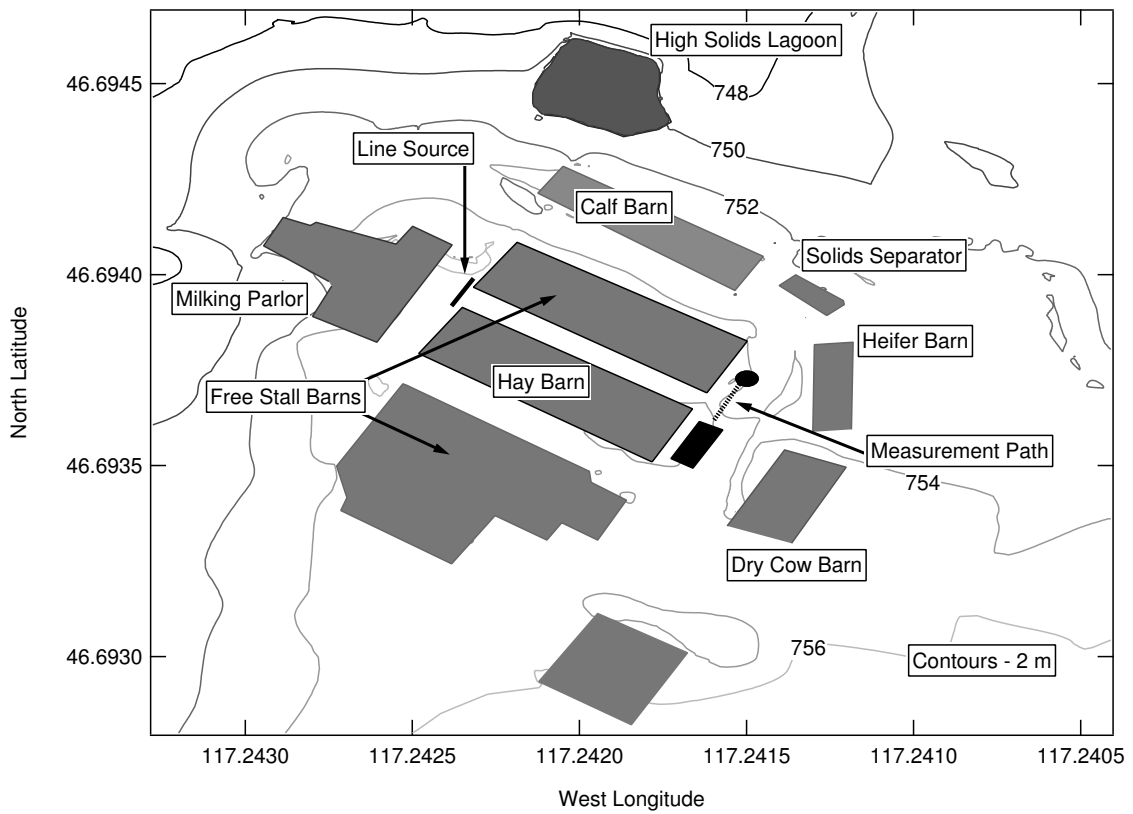 High Solids Lagoon
46.6945
748
Line Source
750
Calf Barn
752
Solids Separator
46.6940
Milking Parlor
Heifer Barn
Hay Barn
Free Stall Barns
North Latitude
Measurement Path
46.6935
754
Dry Cow Barn
756
Contours - 2 m
46.6930
117.2430
117.2425
117.2420
117.2415
117.2410
117.2405
West Longitude